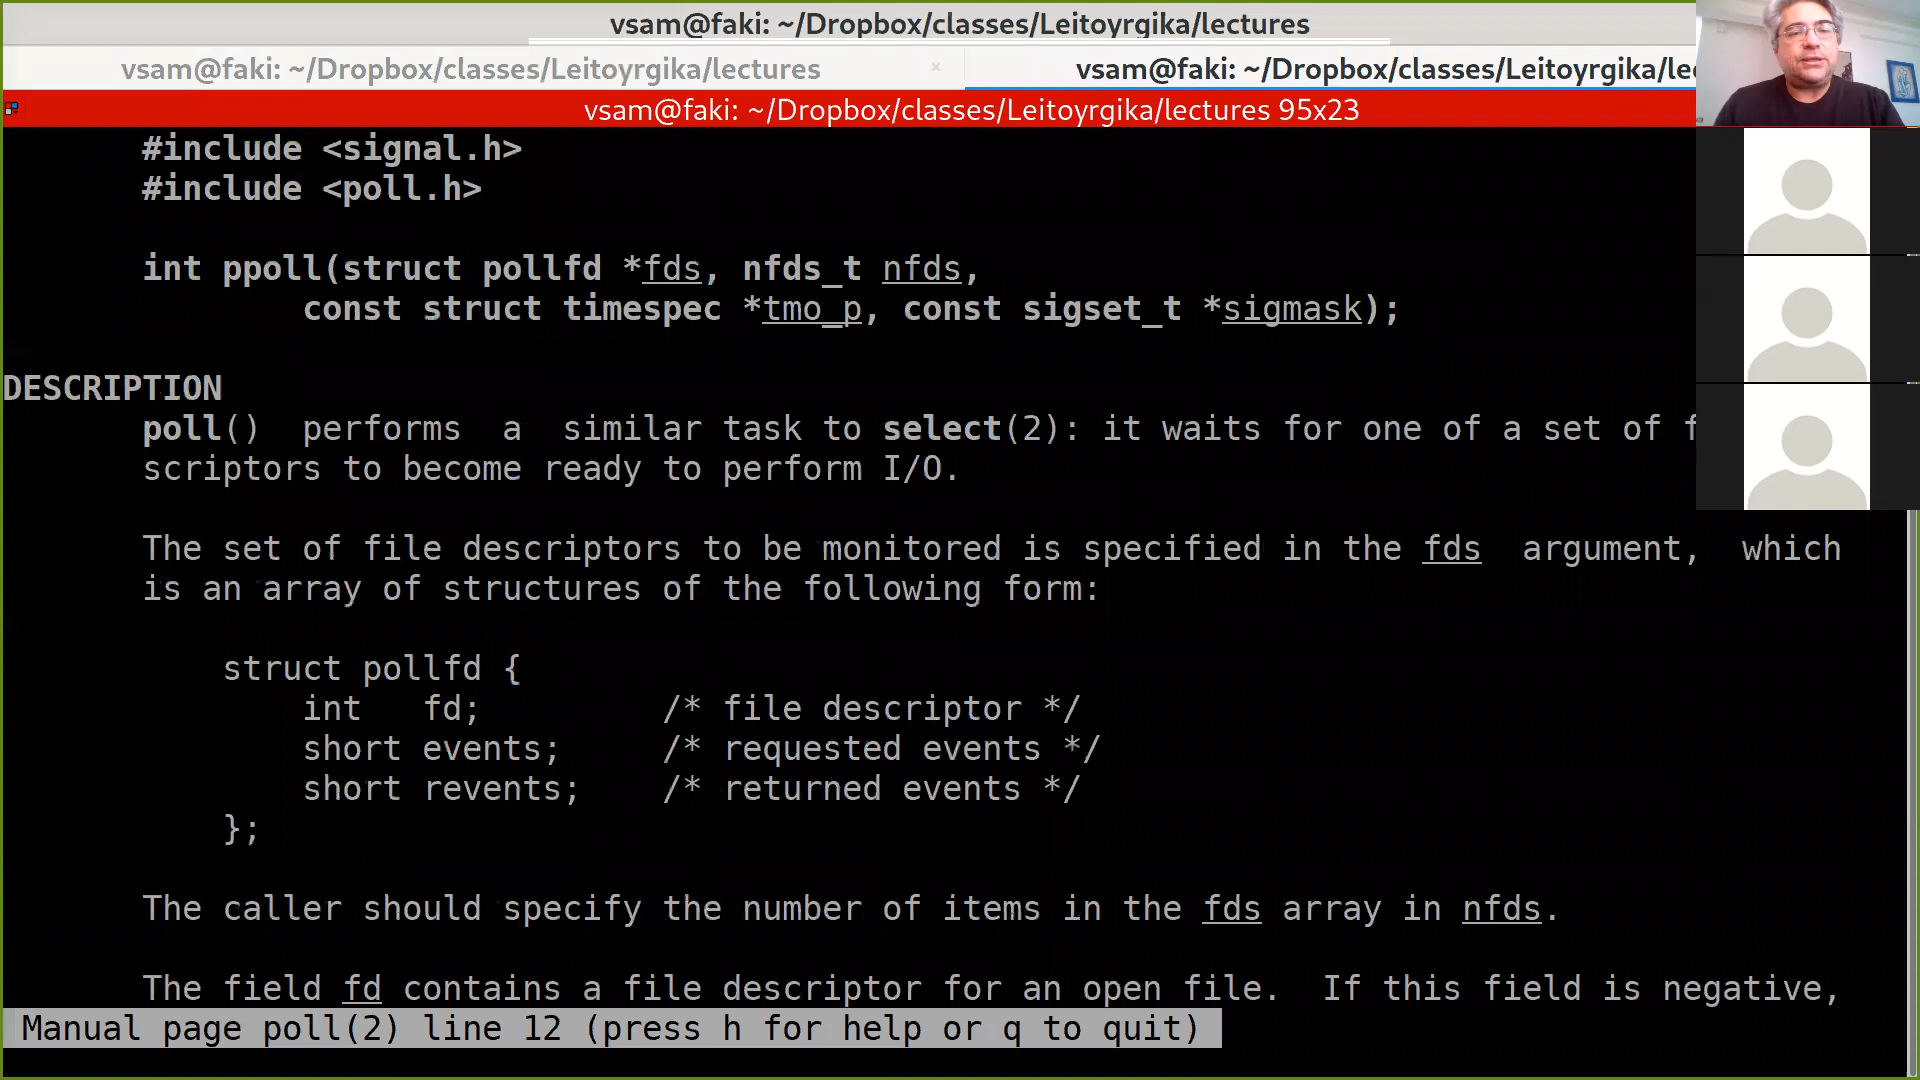 vsam@faki: ~/Dropbox/classes/Leitoyrgika/lectures
vsam@faki: ~/Dropbox/classes/Leitoyrgika/lectures × vsam@faki: ~/Dropbox/classes/Leitoyrgika/lec
vsam@faki: ~/Dropbox/classes/Leitoyrgika/lectures 95x23
#include <signal.h>
#include <poll.h>
int ppoll(struct pollfd *fds, nfds_t nfds,
const struct timespec *tmo_p, const sigset_t *sigmask);
DESCRIPTION
poll() performs a similar task to select(2): it waits for one of a set of f
scriptors to become ready to perform I/O.
The set of file descriptors to be monitored is specified in the fds argument, which
is an array of structures of the following form:
struct pollfd {
int fd; /* file descriptor */
short events; /* requested events */
short revents; /* returned events */
};
The caller should specify the number of items in the fds array in nfds.
The field fd contains a file descriptor for an open file. If this field is negative,
Manual page poll(2) line 12 (press h for help or q to quit)